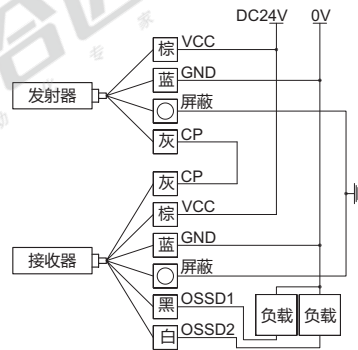 DC24V 0V
棕 VCC
蓝 GND
发射器
屏蔽
灰 CP
灰 CP
棕 VCC
蓝 GND
接收器
屏蔽
黑 OSSD1
负载 负载
白 OSSD2